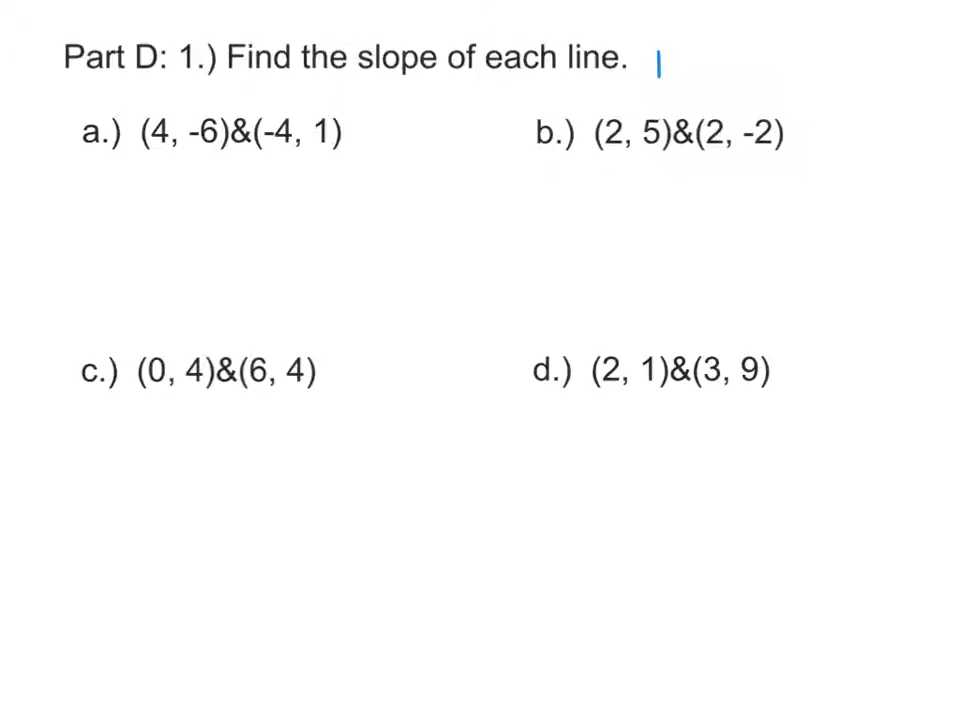 Part D: 1.) Find the slope of each line.
a.) (4, -6)&(-4, 1)
b.) (2, 5)&(2, -2)
c.) (0, 4)&(6, 4)
d.) (2, 1)&(3, 9)